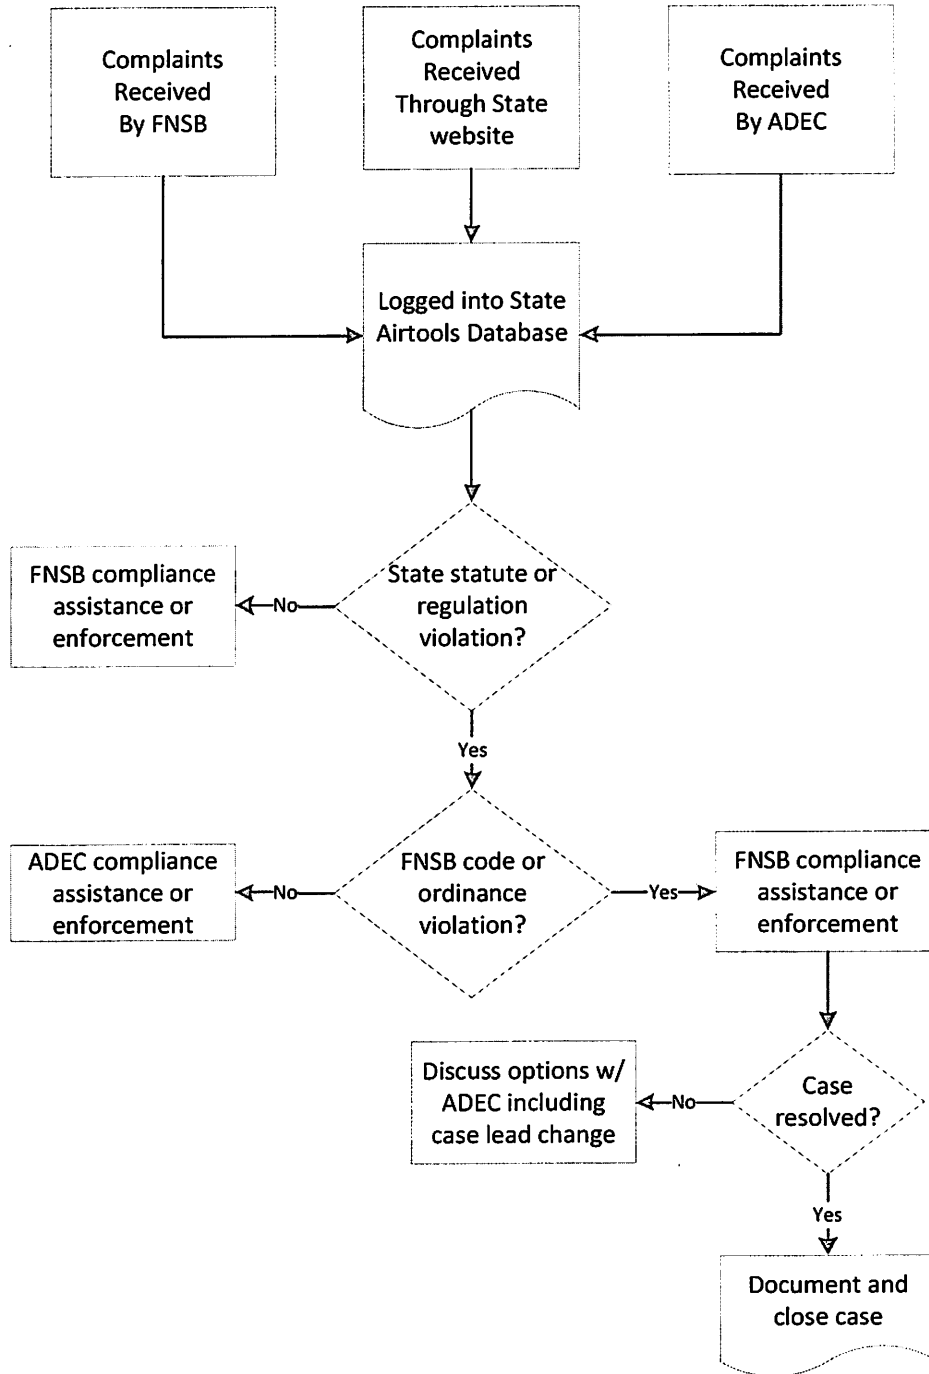 Complaints
Received
By FNSB
Complaints
Received
Through State
website
Complaints
Received
By ADEC
Logged into State
Airtools Database
State statute or
regulation
violation?
No
FNSB compliance
assistance or
enforcement
Yes
FNSB code or
ordinance
violation?
No
ADEC compliance
assistance or
enforcement
Yes
FNSB compliance
assistance or
enforcement
Case
resolved?
No
Discuss options w/
ADEC including
case lead change
Yes
Document and
close case